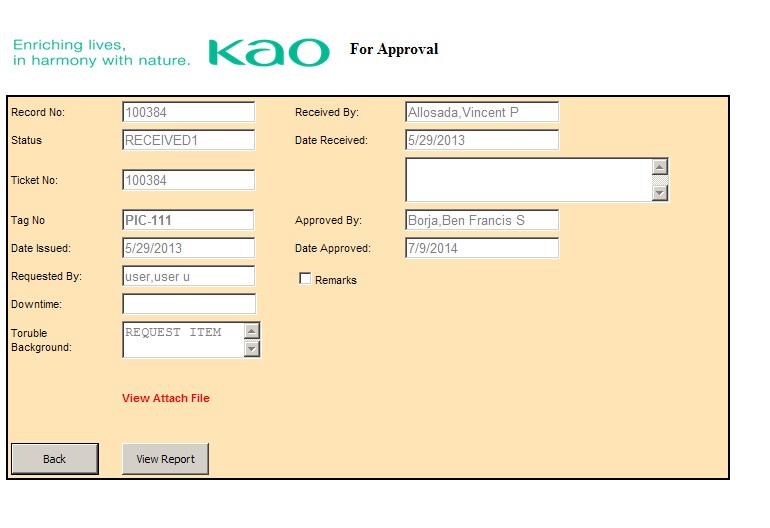 Enriching lives,
in harmony with nature.
Kao
For Approval
Record No: 100384 Received By: Allosada,Vincent P
Status RECEIVED1 Date Received: 5/29/2013
Ticket No: 100384
Tag No PIC-111 Approved By: Borja,Ben Francis S
Date Issued: 5/29/2013 Date Approved: 7/9/2014
Requested By: user,user u Remarks
Downtime:
Toruble
Background: REQUEST ITEM
View Attach File
Back View Report